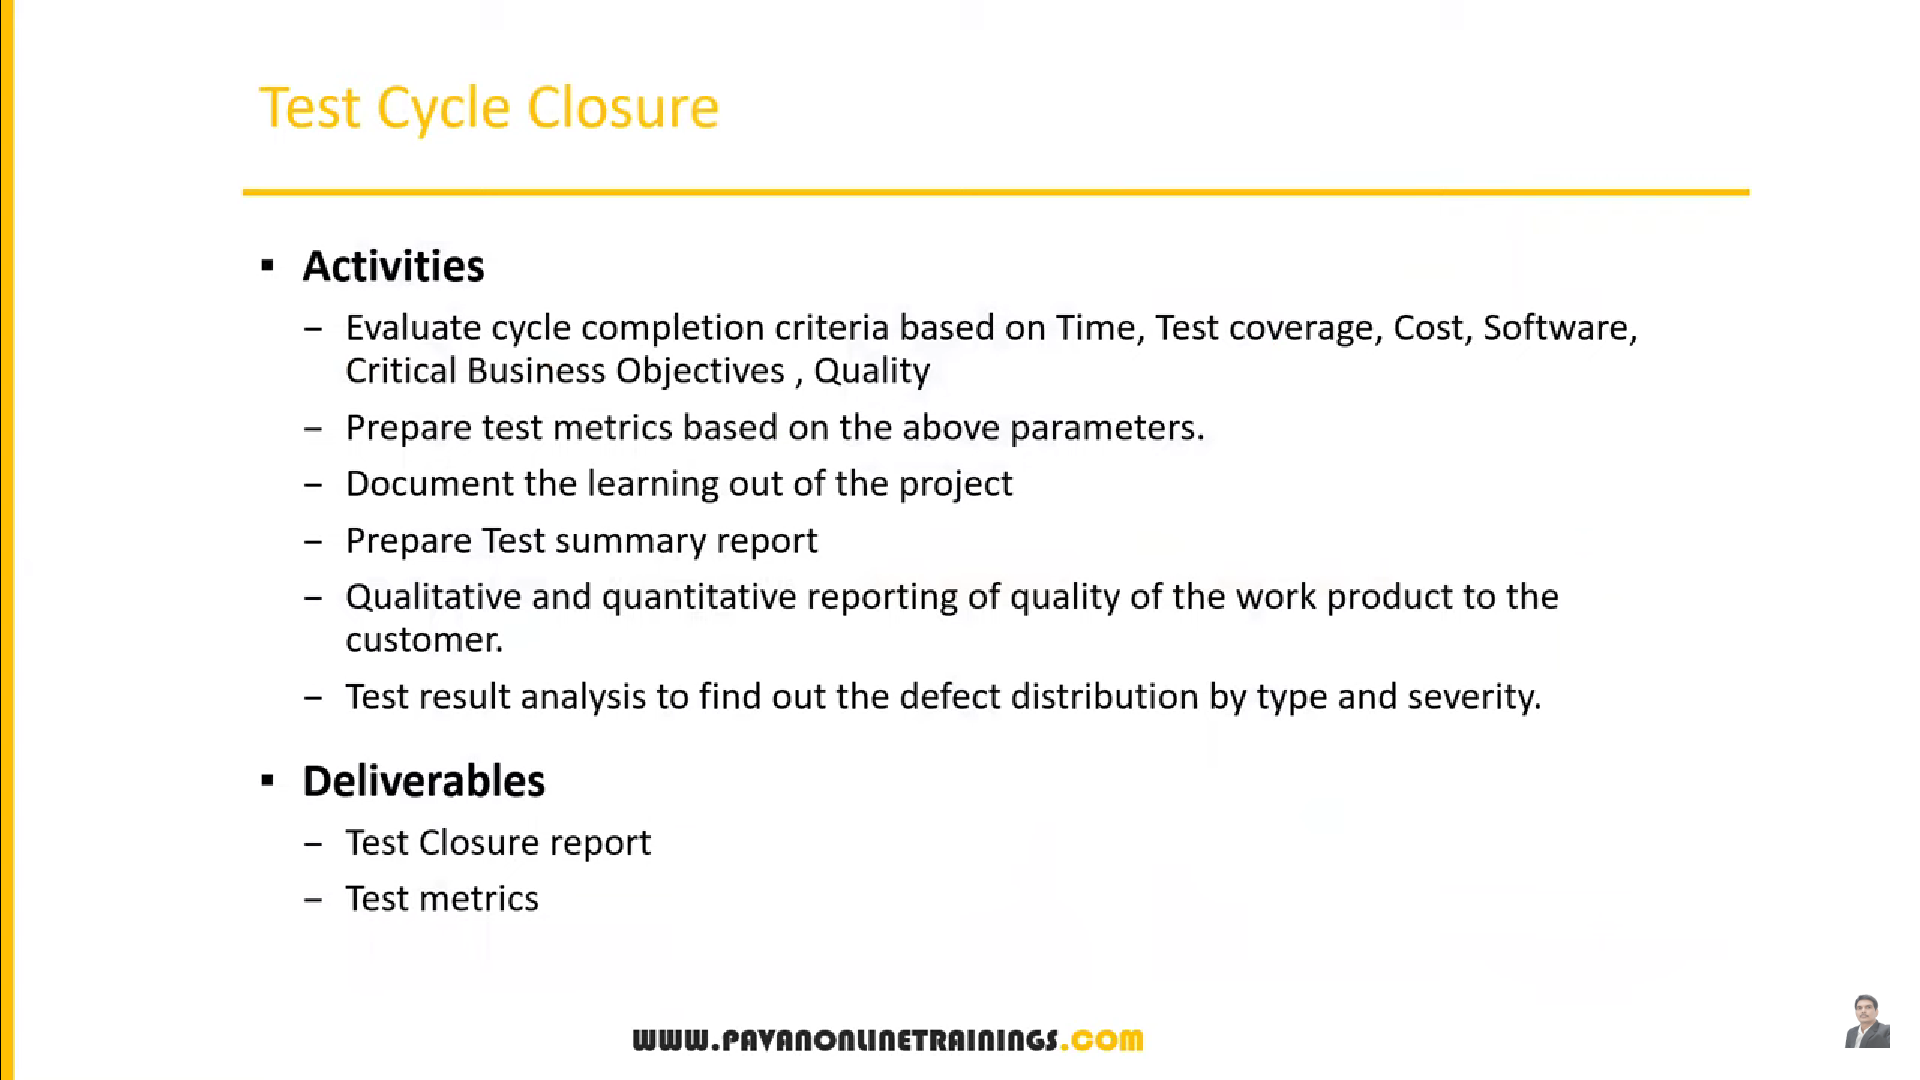 Test Cycle Closure
▪ Activities
– Evaluate cycle completion criteria based on Time, Test coverage, Cost, Software,
Critical Business Objectives , Quality
– Prepare test metrics based on the above parameters.
– Document the learning out of the project
– Prepare Test summary report
– Qualitative and quantitative reporting of quality of the work product to the
customer.
– Test result analysis to find out the defect distribution by type and severity.
▪ Deliverables
– Test Closure report
– Test metrics
WWW.PAVANONLINETRAININGS.COM